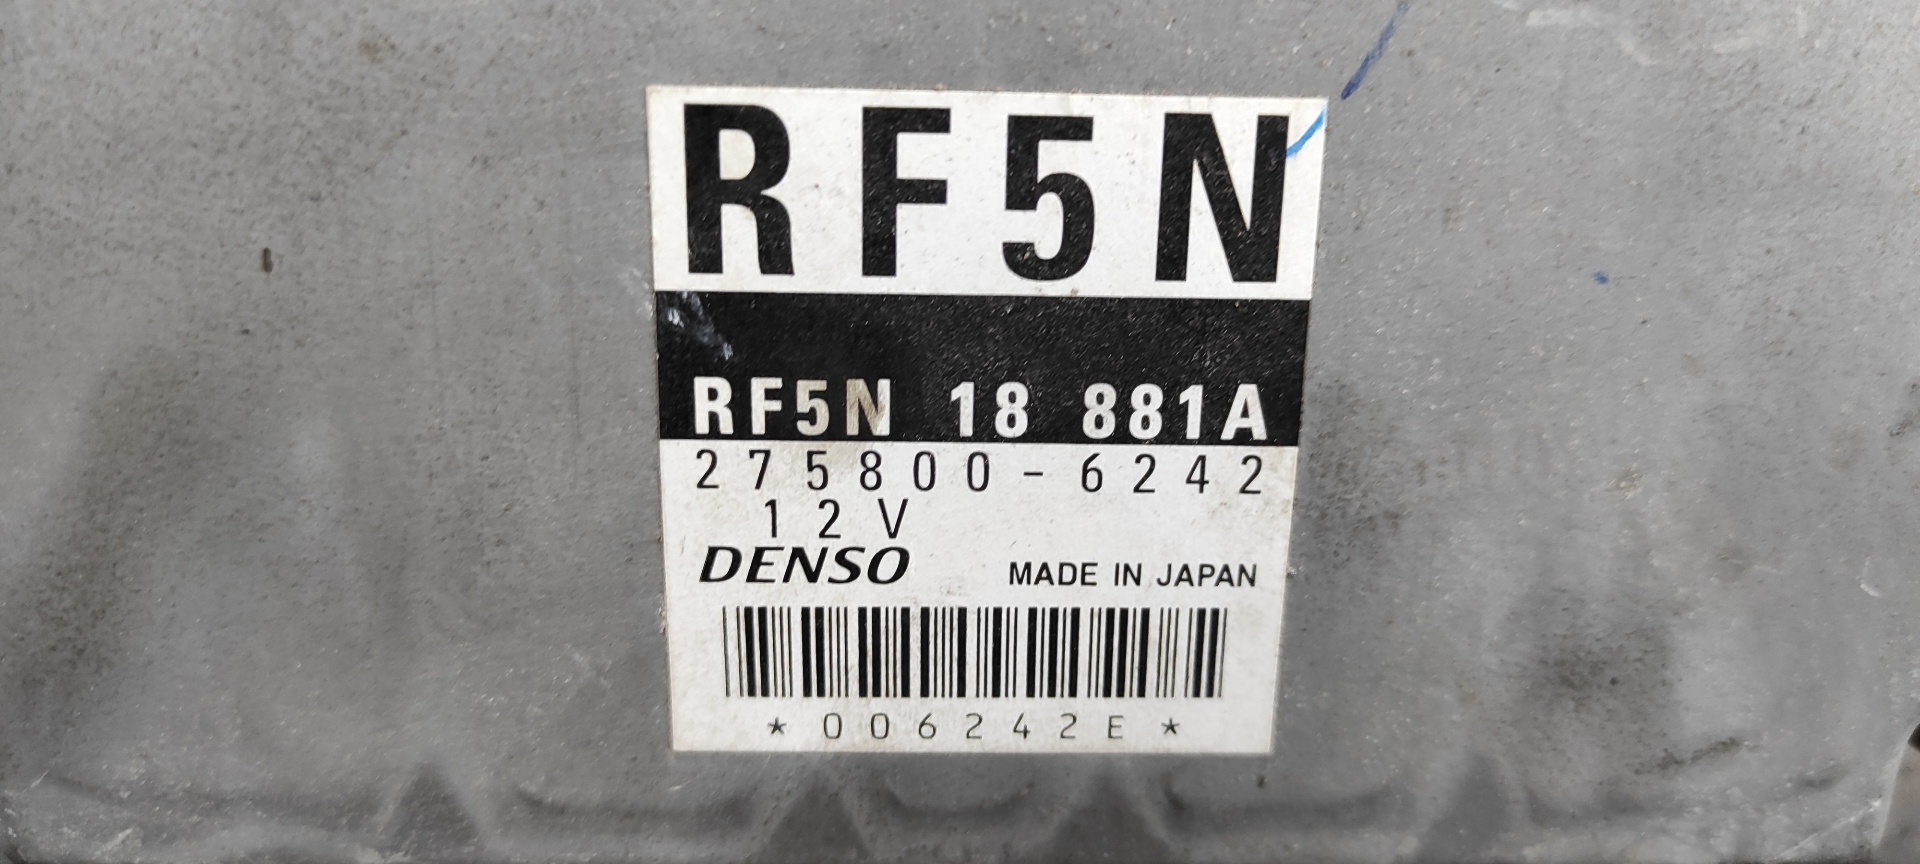 RF5N
RF5N 18 881A
275800-6242
12V
DENSO MADE IN JAPAN
*006242E*